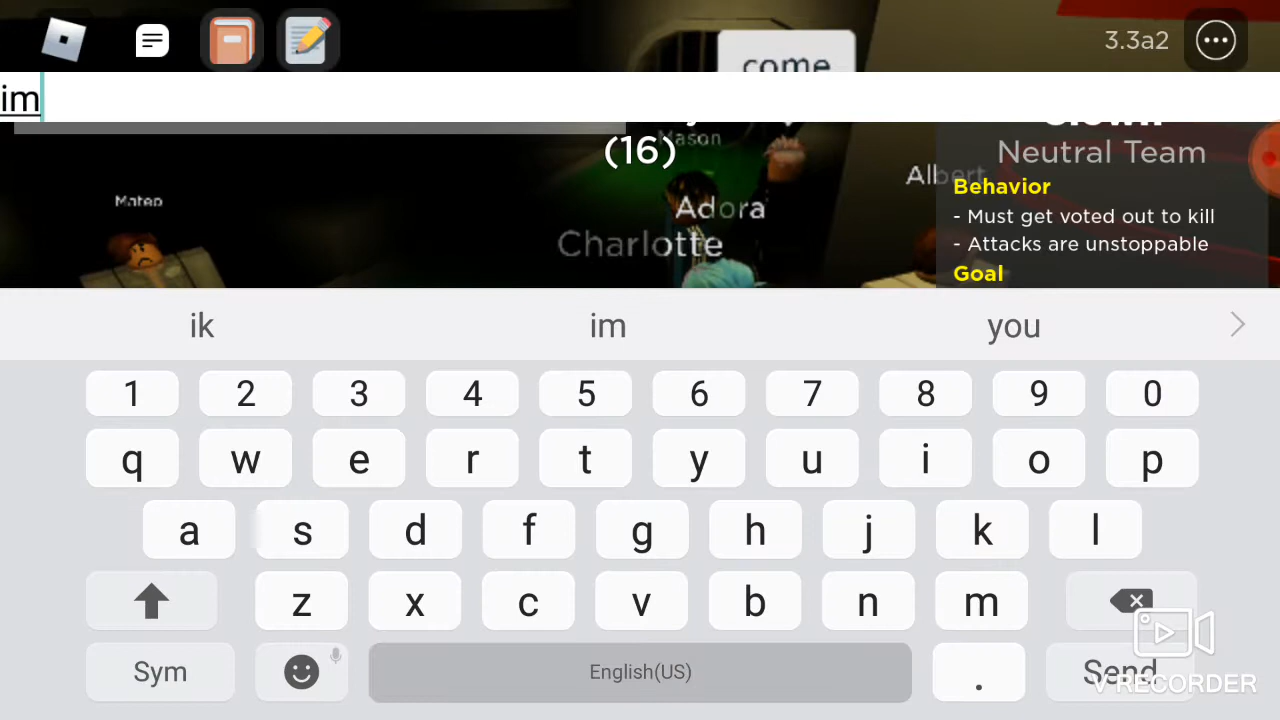 come
3.3a2
im
Mason
(16)
Clown
Neutral Team
Albert
Behavior
Mateo
Adora
- Must get voted out to kill
Charlotte
- Attacks are unstoppable
Goal
ik im you
1 2 3 4 5 6 7 8 9 0
q w e r t y u i o p
a s d f g h j k l
z x c v b n m
Sym English(US) . Send
V RECORDER